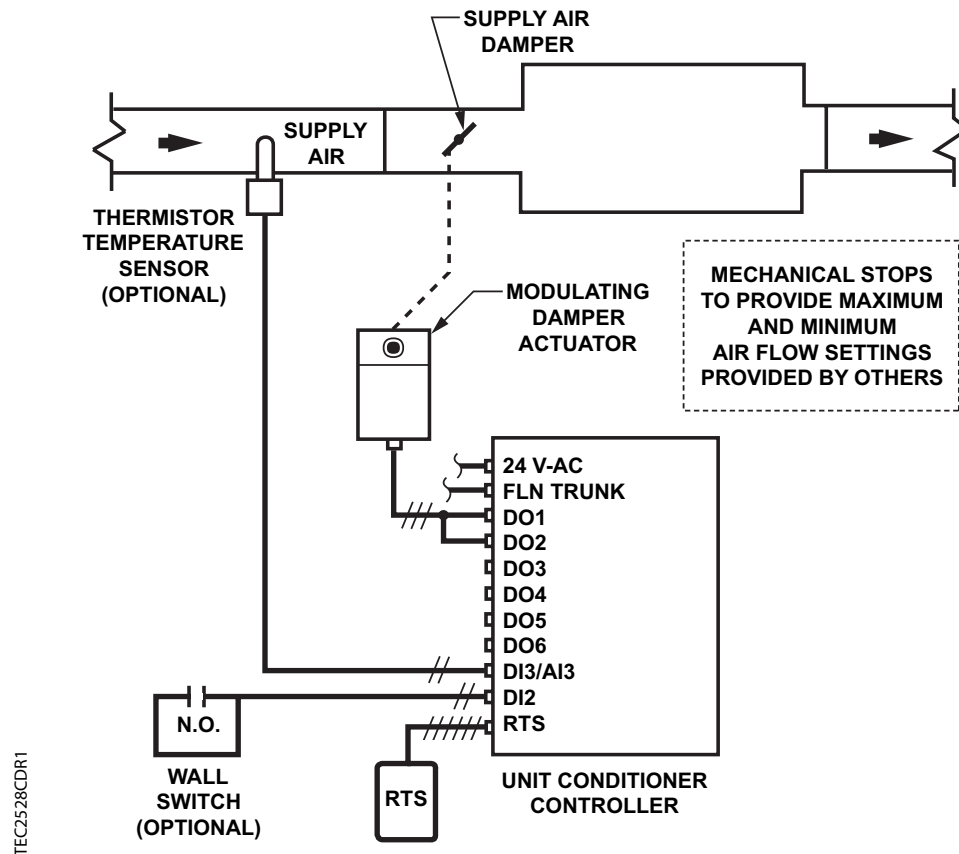 SUPPLY AIR
DAMPER
SUPPLY
AIR
THERMISTOR
TEMPERATURE
SENSOR
(OPTIONAL)
MODULATING
DAMPER
ACTUATOR
MECHANICAL STOPS
TO PROVIDE MAXIMUM
AND MINIMUM
AIR FLOW SETTINGS
PROVIDED BY OTHERS
24 V-AC
FLN TRUNK
DO1
DO2
DO3
DO4
DO5
DO6
DI3/AI3
DI2
RTS
N.O.
WALL
SWITCH
(OPTIONAL)
RTS
UNIT CONDITIONER
CONTROLLER
TEC2528CDR1